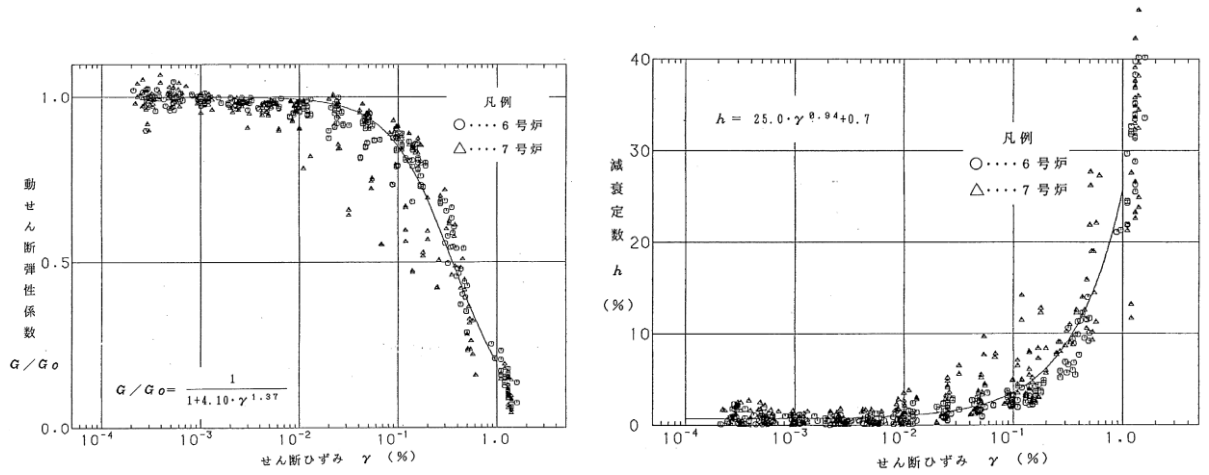 1.0
0.5
0.0
動せん断弾性係数
G/G₀
凡例
○････6号炉
△････7号炉
G/G₀= 1
1+4.10･γ^1.37
10^-4 10^-3 10^-2 10^-1 1.0
せん断ひずみ γ (%)
40
30
20
10
0
減衰定数
h
(%)
h = 25.0･γ^0.94+0.7
凡例
○････6号炉
△････7号炉
10^-4 10^-3 10^-2 10^-1 1.0
せん断ひずみ γ (%)